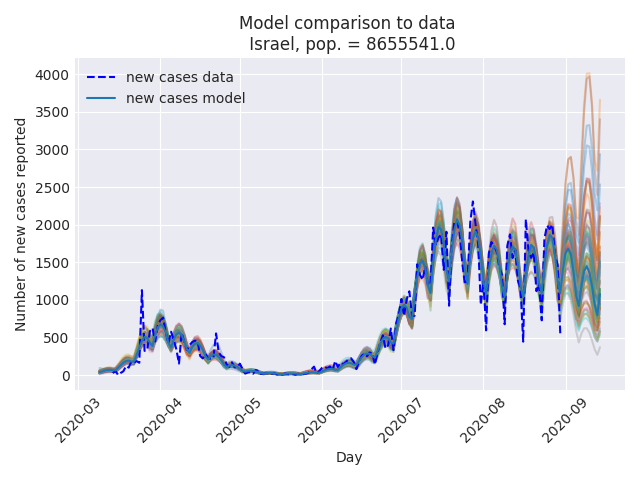 Model comparison to data
Israel, pop. = 8655541.0
new cases data
new cases model
Number of new cases reported
4000
3500
3000
2500
2000
1500
1000
500
0
2020-03
2020-04
2020-05
2020-06
2020-07
2020-08
2020-09
Day